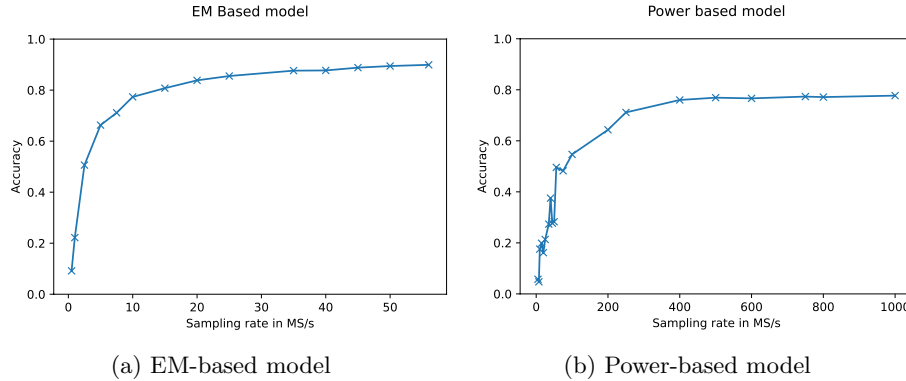 EM Based model
1.0
0.8
0.6
0.4
0.2
0.0
Accuracy
0 10 20 30 40 50
Sampling rate in MS/s
(a) EM-based model
Power based model
1.0
0.8
0.6
0.4
0.2
0.0
Accuracy
0 200 400 600 800 1000
Sampling rate in MS/s
(b) Power-based model